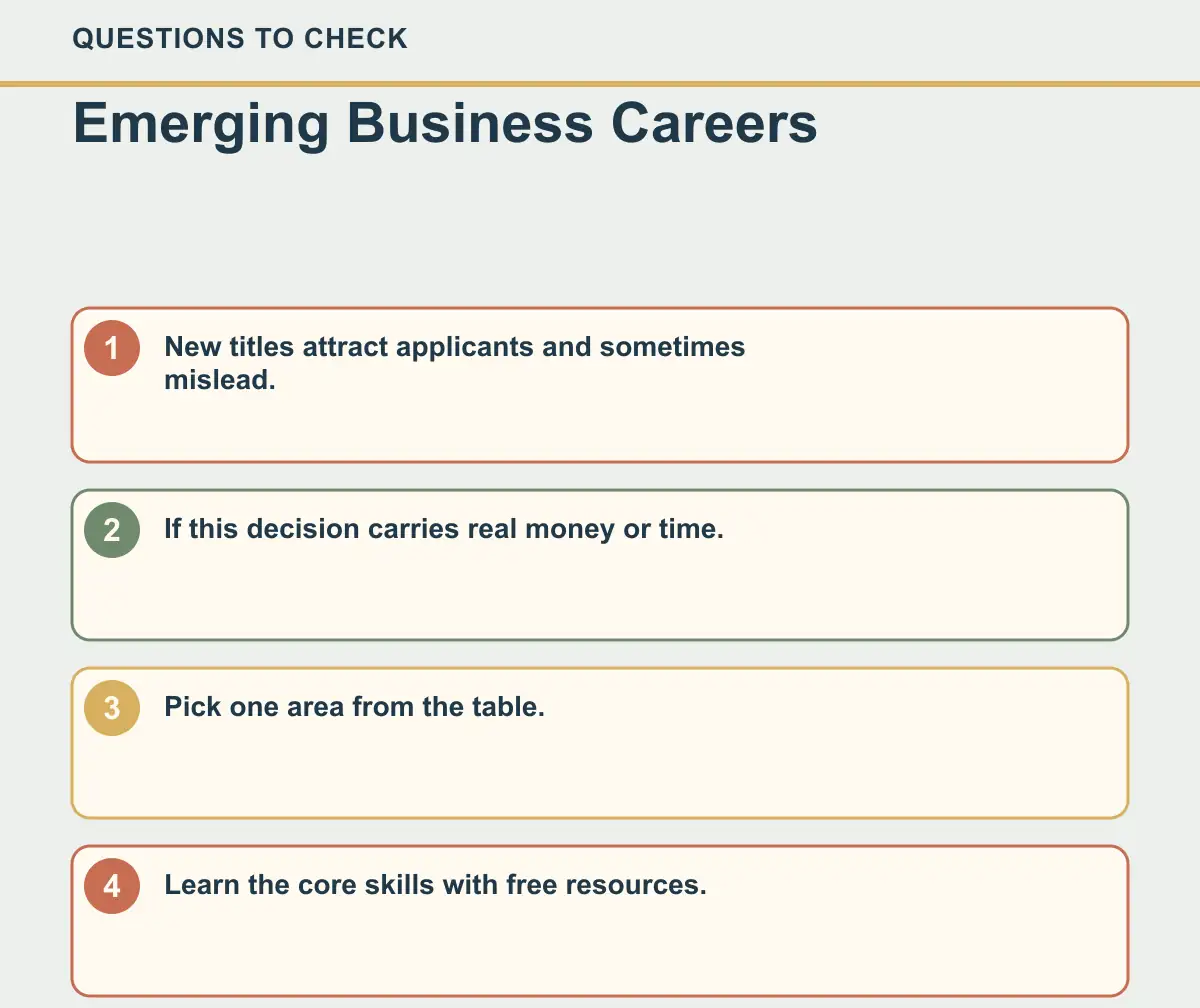 QUESTIONS TO CHECK
Emerging Business Careers
1
New titles attract applicants and sometimes
mislead.
2
If this decision carries real money or time.
3
Pick one area from the table.
4
Learn the core skills with free resources.